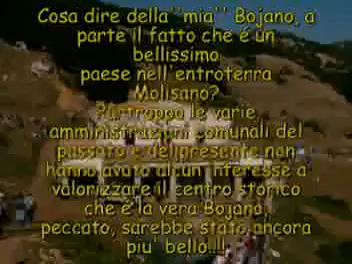 Cosa dire della ''mia'' Bojano, a
parte il fatto che é un
bellissimo
paese nell'entroterra
Molisano?
Purtroppo le varie
amministrazioni comunali del
passato e del presente non
hanno avuto alcun interesse a
valorizzare il centro storico
che é la vera Bojano,
peccato, sarebbe stato ancora
piu' bello...!!